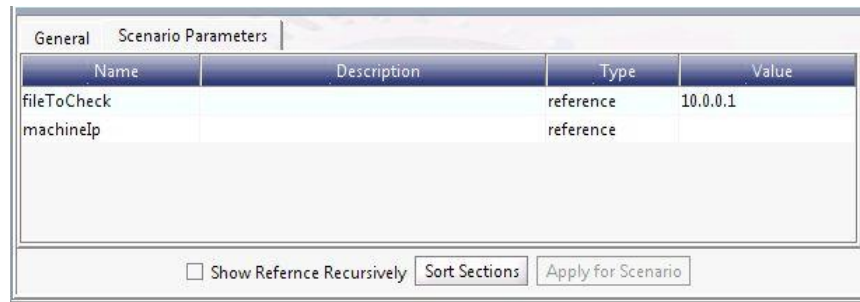 General Scenario Parameters
Name Description Type Value
fileToCheck reference 10.0.0.1
machineIp reference
Show Refernce Recursively Sort Sections Apply for Scenario